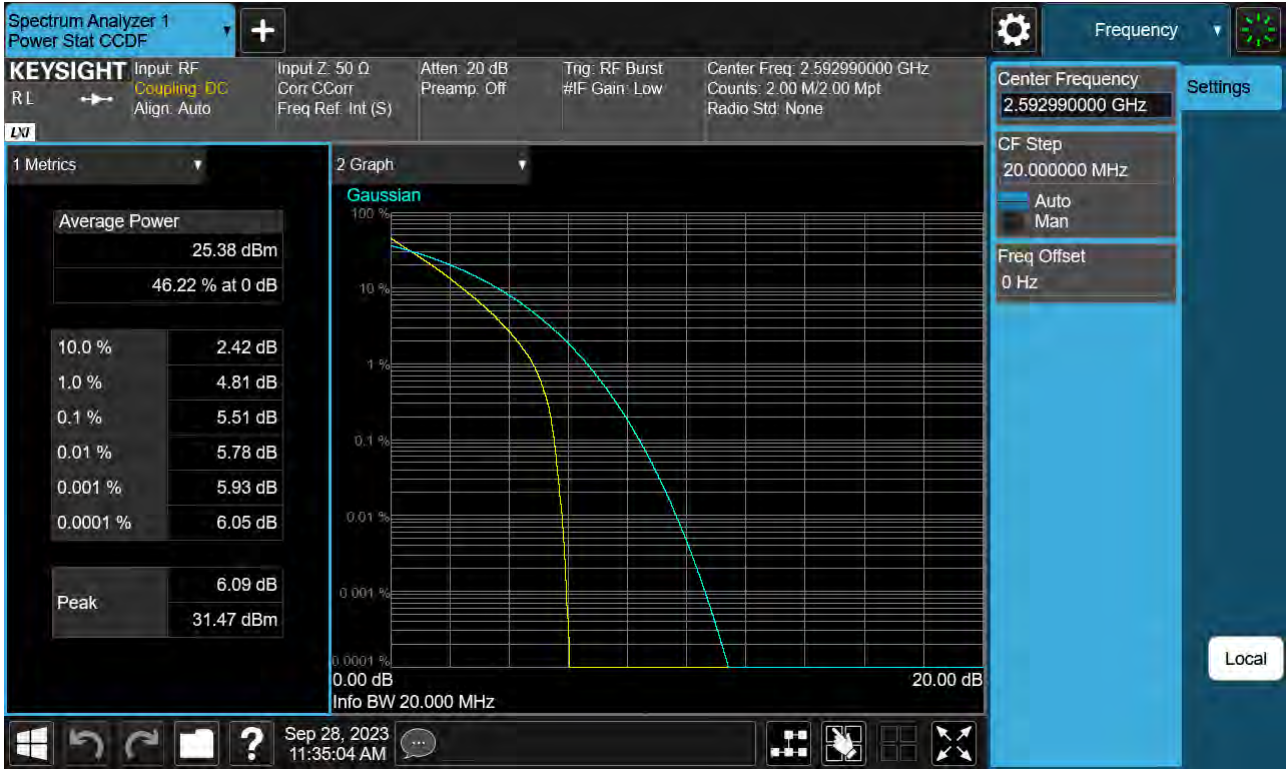 Spectrum Analyzer 1
Power Stat CCDF
Frequency
KEYSIGHT
R L
LXI
Input: RF
Coupling: DC
Align: Auto
Input Z: 50 Ω
Corr CCorr
Freq Ref: Int (S)
Atten: 20 dB
Preamp: Off
Trig: RF Burst
#IF Gain: Low
Center Freq: 2.592990000 GHz
Counts: 2.00 M/2.00 Mpt
Radio Std: None
Center Frequency
2.592990000 GHz
CF Step
20.000000 MHz
Auto
Man
Freq Offset
0 Hz
Settings
Local
1 Metrics
Average Power
25.38 dBm
46.22 % at 0 dB
10.0 % 2.42 dB
1.0 % 4.81 dB
0.1 % 5.51 dB
0.01 % 5.78 dB
0.001 % 5.93 dB
0.0001 % 6.05 dB
Peak
6.09 dB
31.47 dBm
2 Graph
Gaussian
100 %
10 %
1 %
0.1 %
0.01 %
0.001 %
0.0001 %
0.00 dB
20.00 dB
Info BW 20.000 MHz
?
Sep 28, 2023
11:35:04 AM